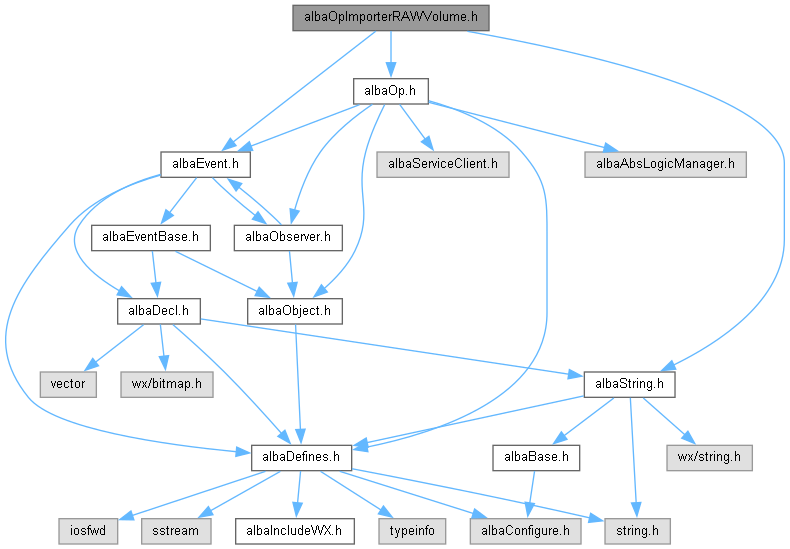 albaOpImporterRAWVolume.h
albaOp.h
albaEvent.h
albaServiceClient.h
albaAbsLogicManager.h
albaEventBase.h
albaObserver.h
albaDecl.h
albaObject.h
vector
wx/bitmap.h
albaString.h
albaDefines.h
albaBase.h
wx/string.h
iosfwd
sstream
albaIncludeWX.h
typeinfo
albaConfigure.h
string.h